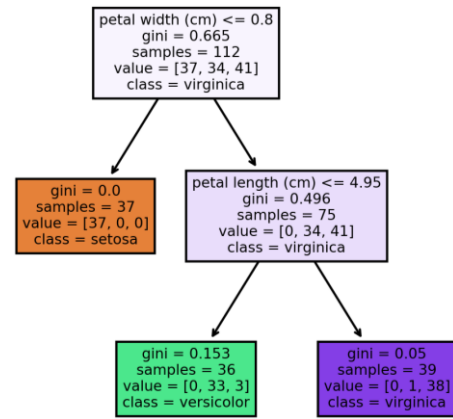 petal width (cm) <= 0.8
gini = 0.665
samples = 112
value = [37, 34, 41]
class = virginica
gini = 0.0
samples = 37
value = [37, 0, 0]
class = setosa
petal length (cm) <= 4.95
gini = 0.496
samples = 75
value = [0, 34, 41]
class = virginica
gini = 0.153
samples = 36
value = [0, 33, 3]
class = versicolor
gini = 0.05
samples = 39
value = [0, 1, 38]
class = virginica